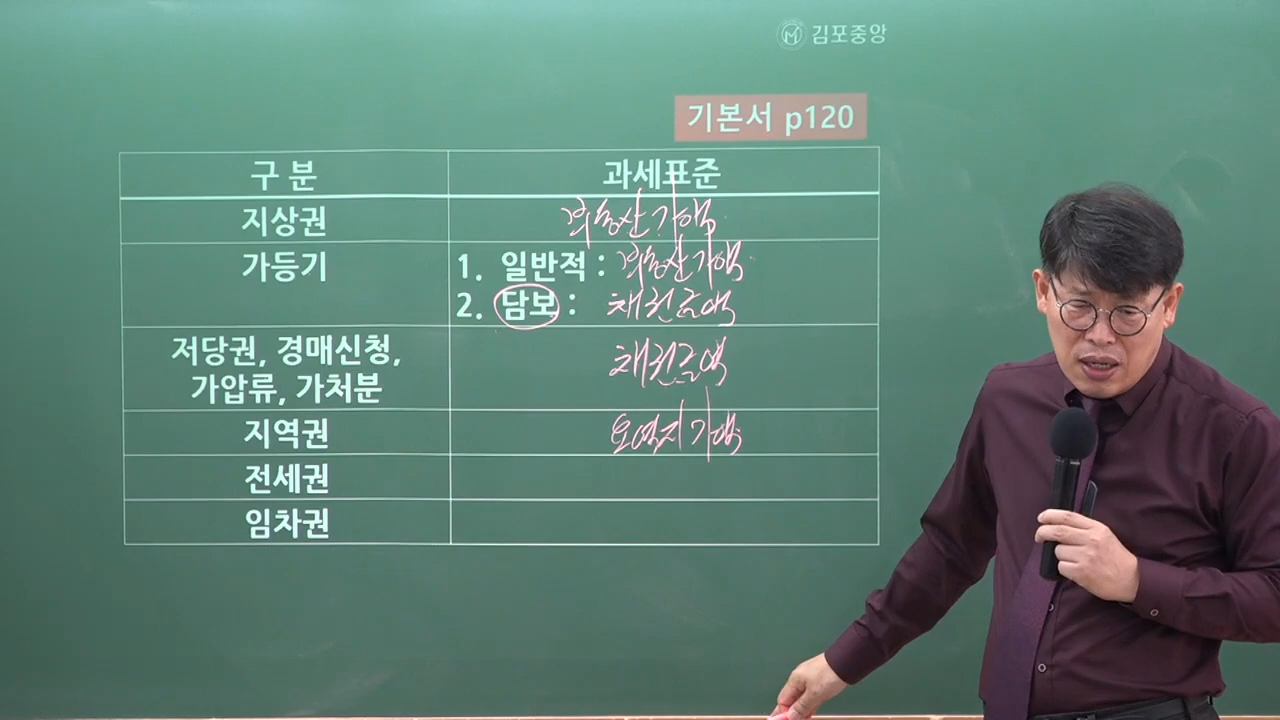 김포중앙
기본서 p120
구 분 과세표준
지상권 부동산 가액
가등기 1. 일반적 : 부동산가액
2. 담보 : 채권금액
저당권, 경매신청,
가압류, 가처분 채권금액
지역권 요역지 가액
전세권
임차권